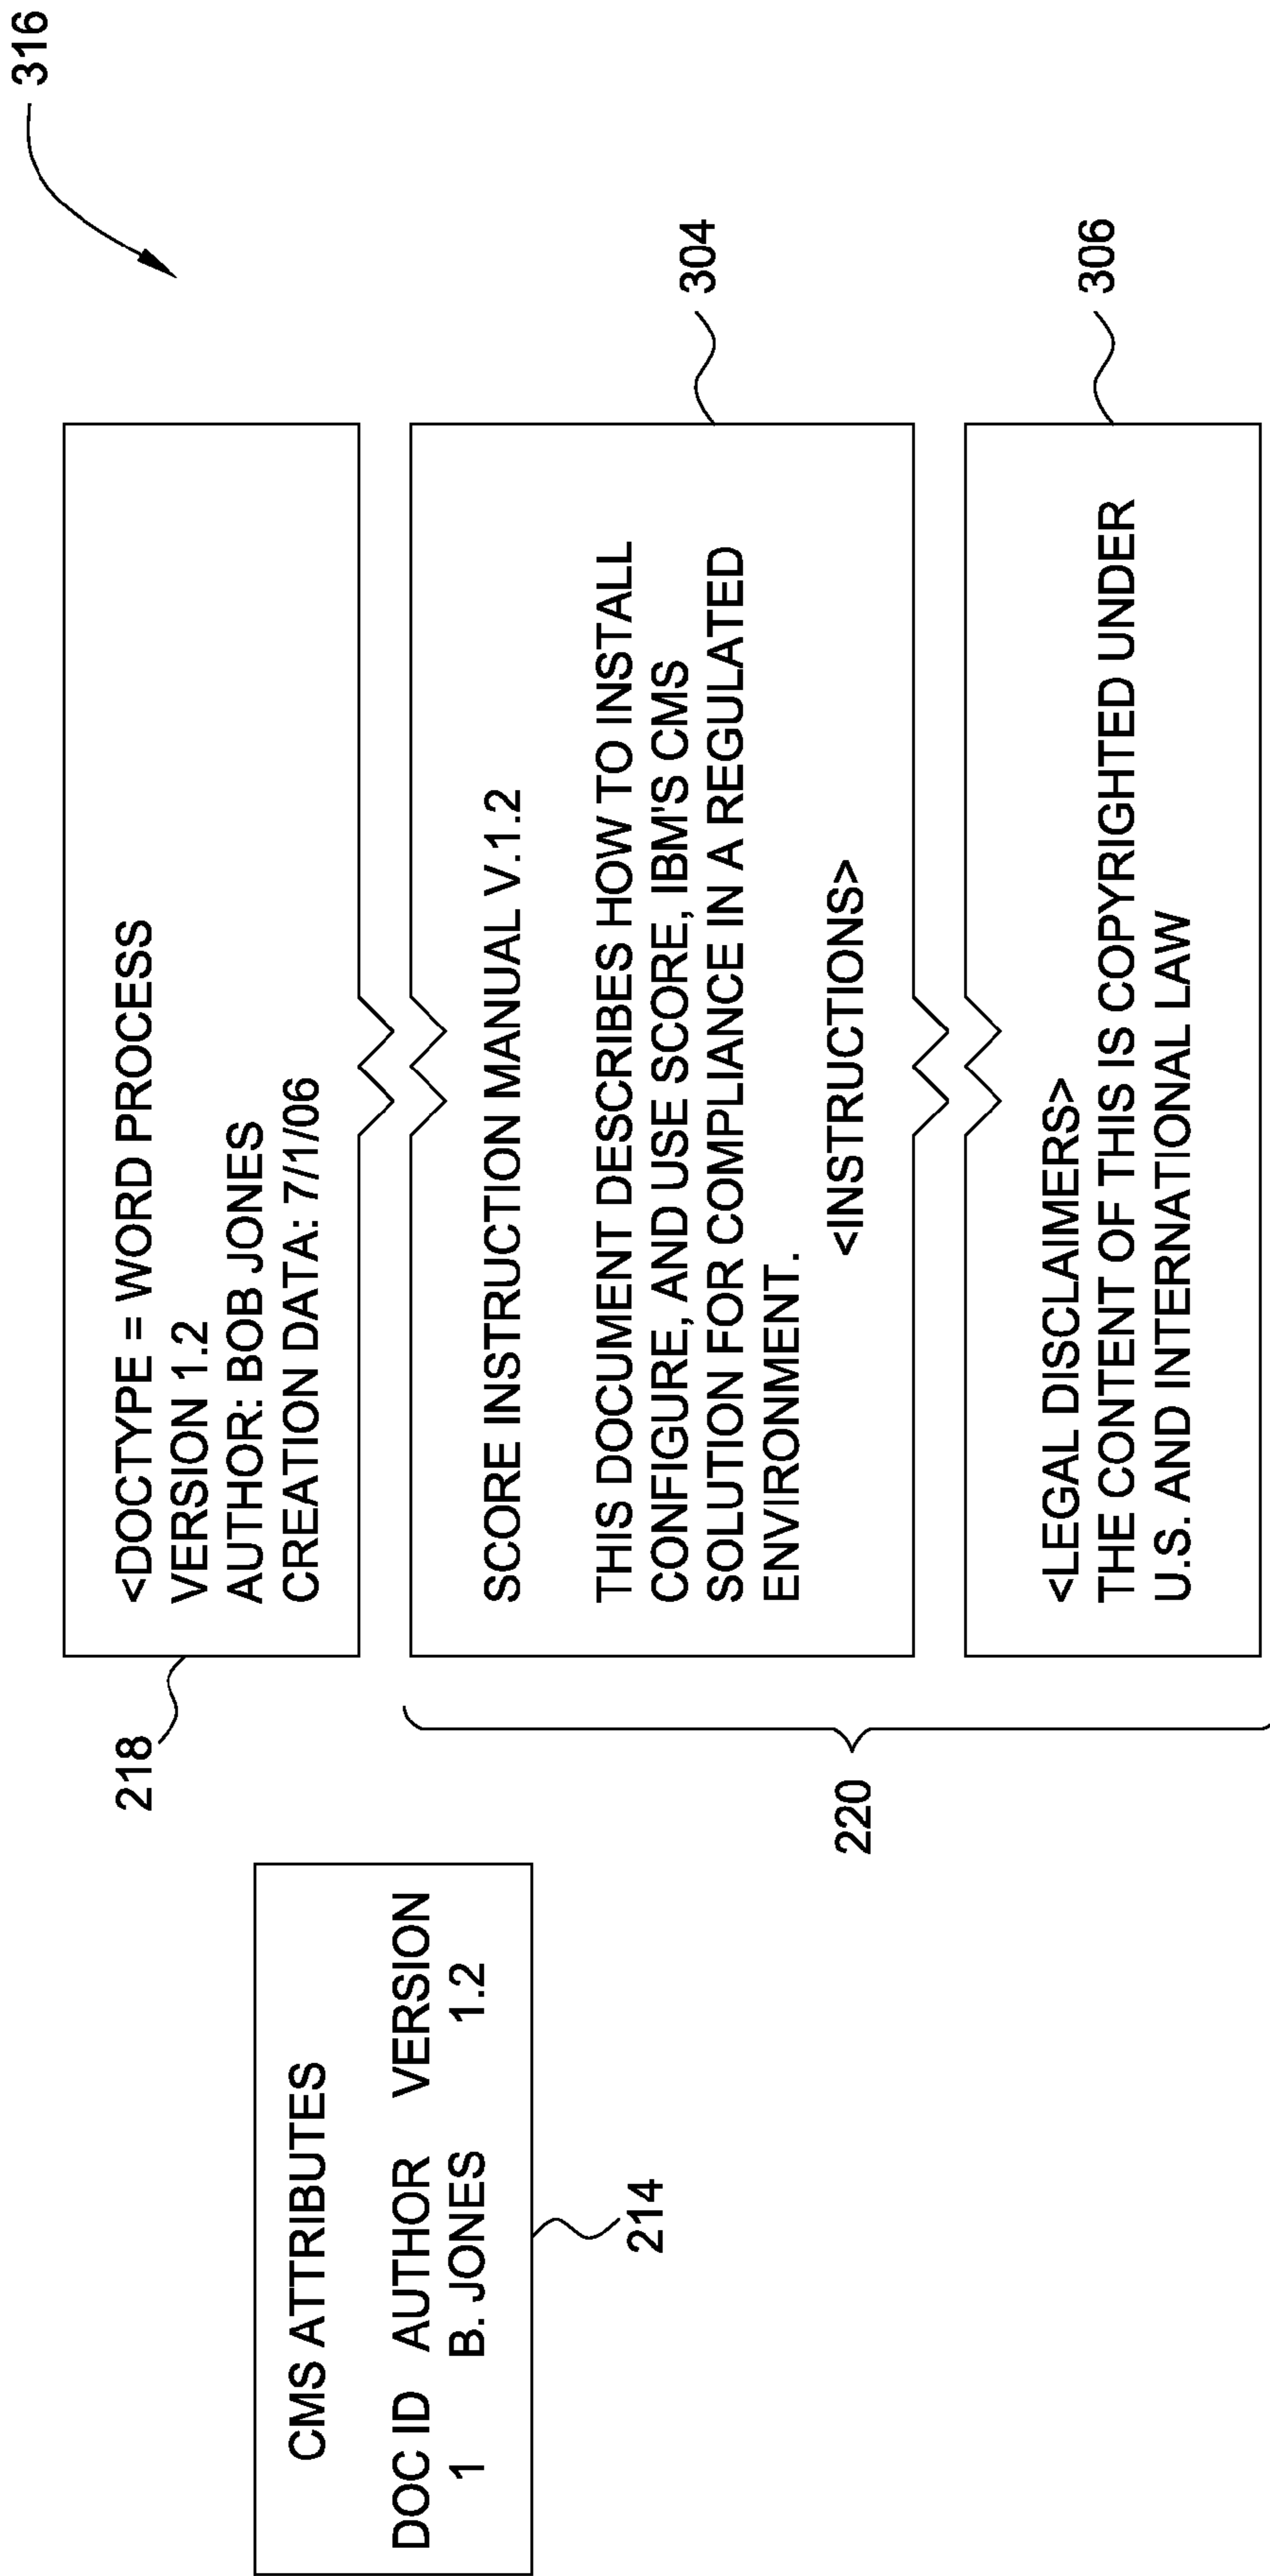 316
<DOCTYPE = WORD PROCESS
VERSION 1.2
AUTHOR: BOB JONES
CREATION DATA: 7/1/06
218
CMS ATTRIBUTES
DOC ID AUTHOR VERSION
1 B. JONES 1.2
214
SCORE INSTRUCTION MANUAL V.1.2
THIS DOCUMENT DESCRIBES HOW TO INSTALL
CONFIGURE, AND USE SCORE, IBM'S CMS
SOLUTION FOR COMPLIANCE IN A REGULATED
ENVIRONMENT.
<INSTRUCTIONS>
304
220
<LEGAL DISCLAIMERS>
THE CONTENT OF THIS IS COPYRIGHTED UNDER
U.S. AND INTERNATIONAL LAW
306